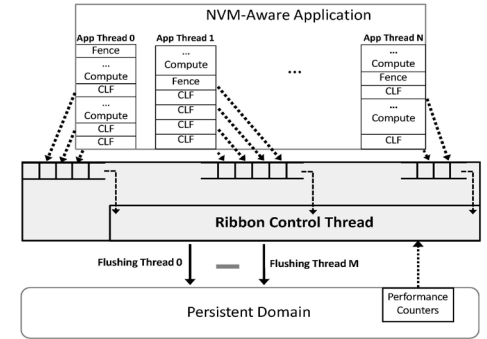 NVM-Aware Application
App Thread 0
Fence
...
Compute
CLF
...
Compute
CLF
CLF
App Thread 1
...
Compute
Fence
CLF
CLF
CLF
CLF
...
App Thread N
...
Compute
Fence
CLF
...
Compute
CLF
Ribbon Control Thread
Flushing Thread 0
Flushing Thread M
Persistent Domain
Performance
Counters